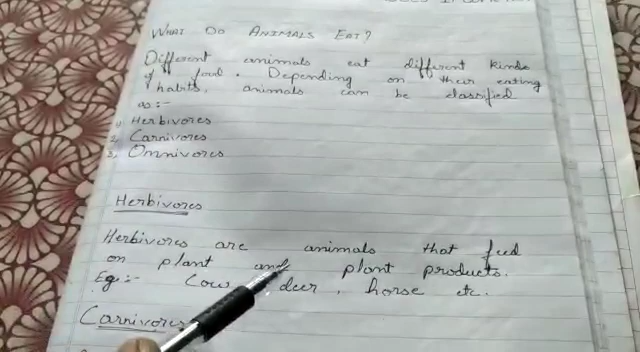 WHAT DO ANIMALS EAT?
Different animals eat different kinds
of food. Depending on their eating
habits, animals can be classified
as:-
1, Herbivores
2, Carnivores
3, Omnivores
Herbivores
Herbivores are animals that feed
on plant and plant products.
Eg:- Cow, deer, horse etc.
Carnivores